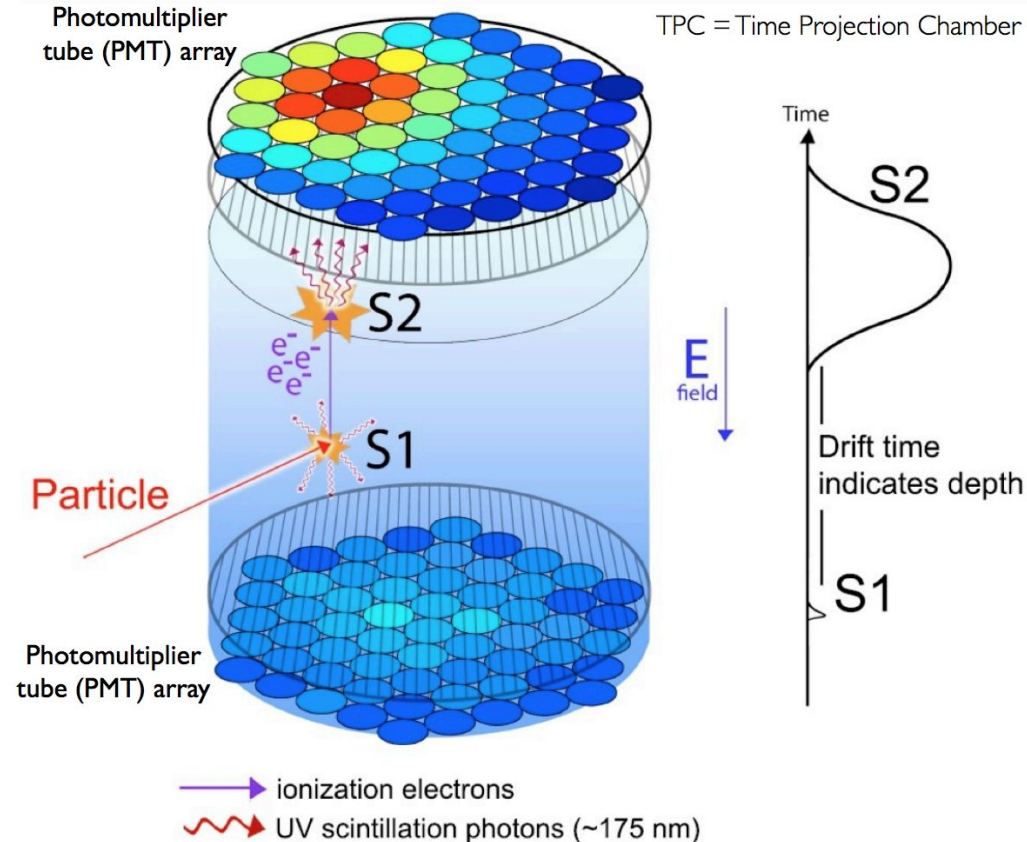 Photomultiplier
tube (PMT) array
TPC = Time Projection Chamber
Time
S2
S2
e-
e-
e-
e-
e-
E
field
S1
Drift time
indicates depth
Particle
S1
Photomultiplier
tube (PMT) array
ionization electrons
UV scintillation photons (~175 nm)